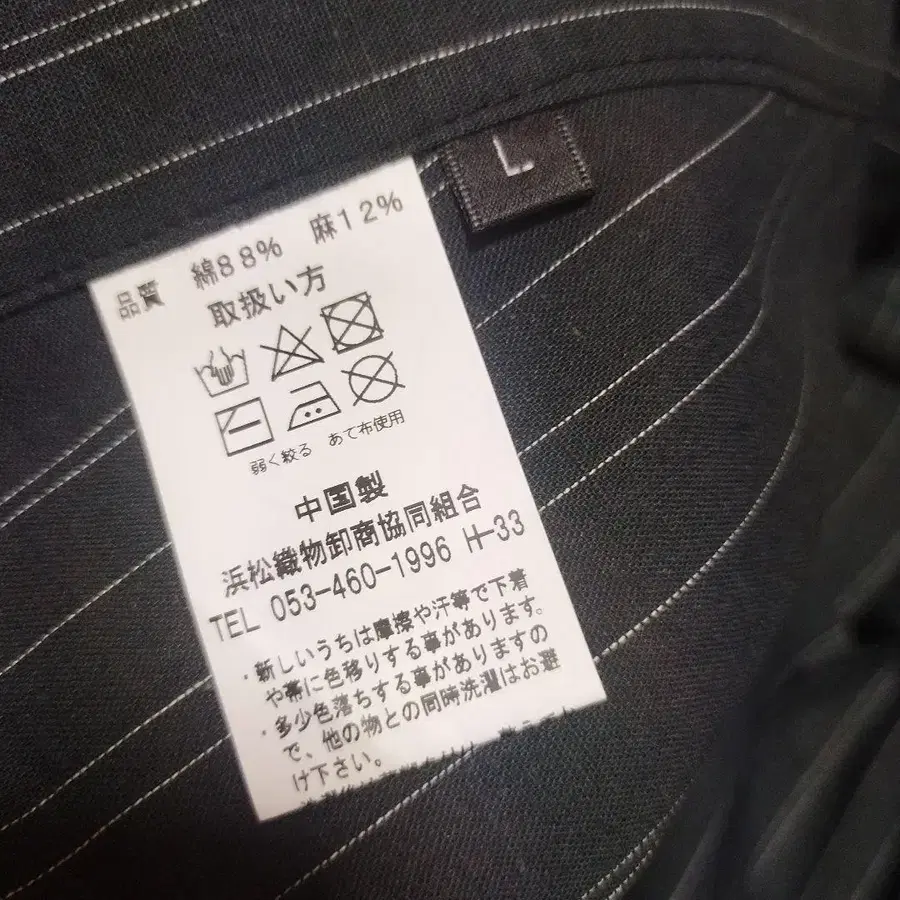 L
品質 綿88% 麻12%
取扱い方
弱く絞る あて布使用
中国製
浜松織物卸商協同組合
TEL 053-460-1996 H-33
・新しいうちは摩擦や汗等で下着
や帯に色移りする事があります。
・多少色落ちする事がありますの
で、他の物との同時洗濯はお避
け下さい。